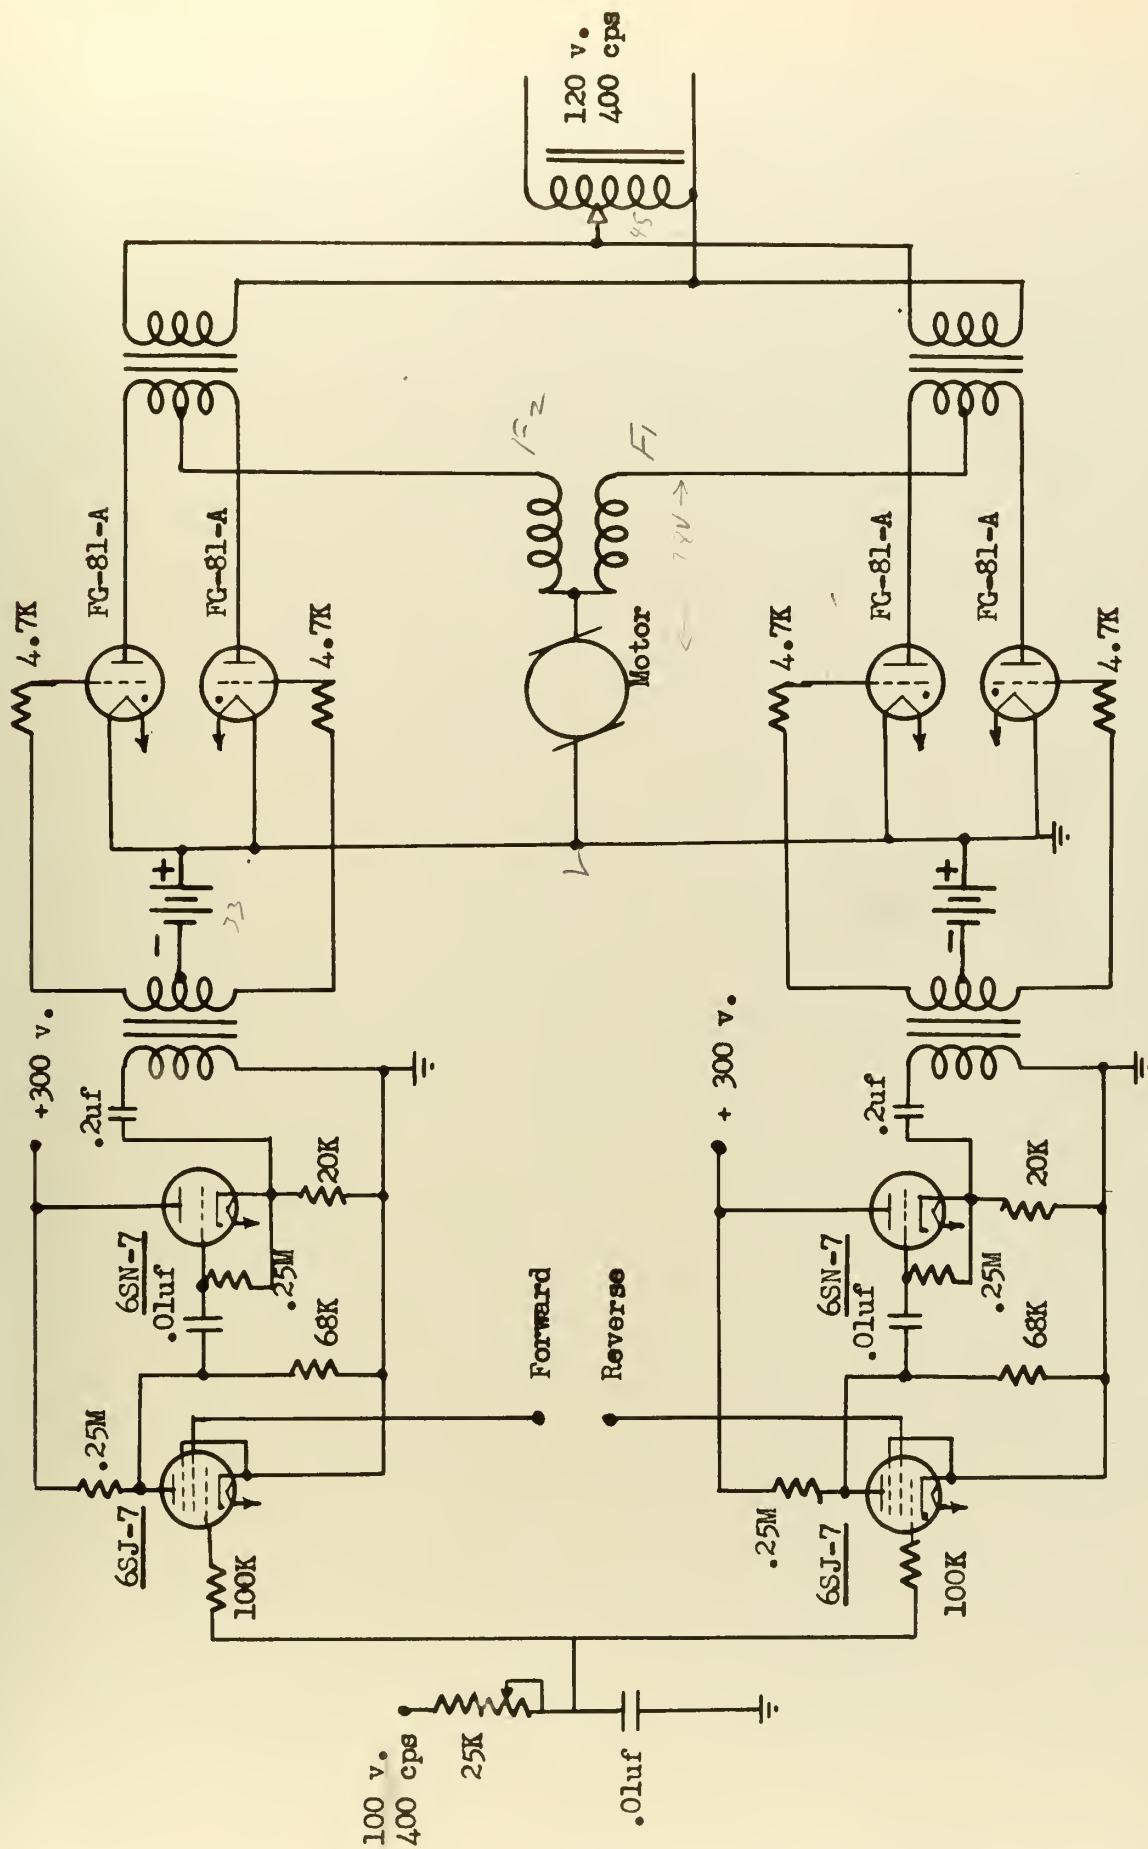 120 v.
400 cps
45
4.7K
FG-81-A
FG-81-A
4.7K
+
-
33
+300 v.
.2uf
20K
6SN-7
.01uf
.25M
68K
.25M
6SJ-7
100K
F2
F1
Motor
Forward
Reverse
4.7K
FG-81-A
FG-81-A
4.7K
+
-
+ 300 v.
.2uf
20K
6SN-7
.01uf
.25M
68K
.25M
6SJ-7
100K
100 v.
400 cps
25K
.01uf